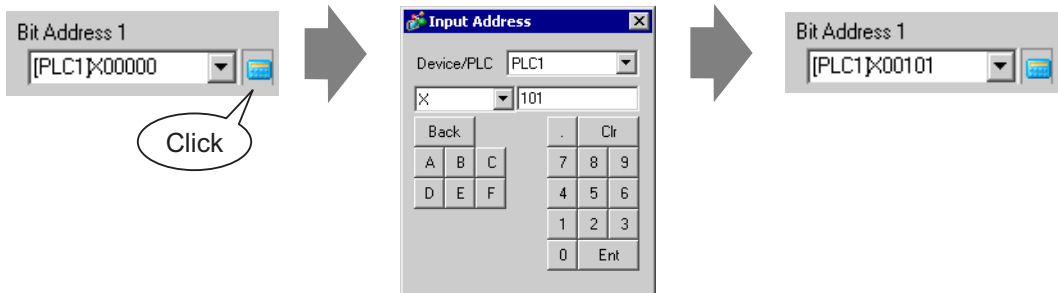 Bit Address 1
[PLC1]X00000
Click
Input Address
Device/PLC PLC1
X 101
Back . Clr
A B C 7 8 9
D E F 4 5 6
1 2 3
0 Ent
Bit Address 1
[PLC1]X00101